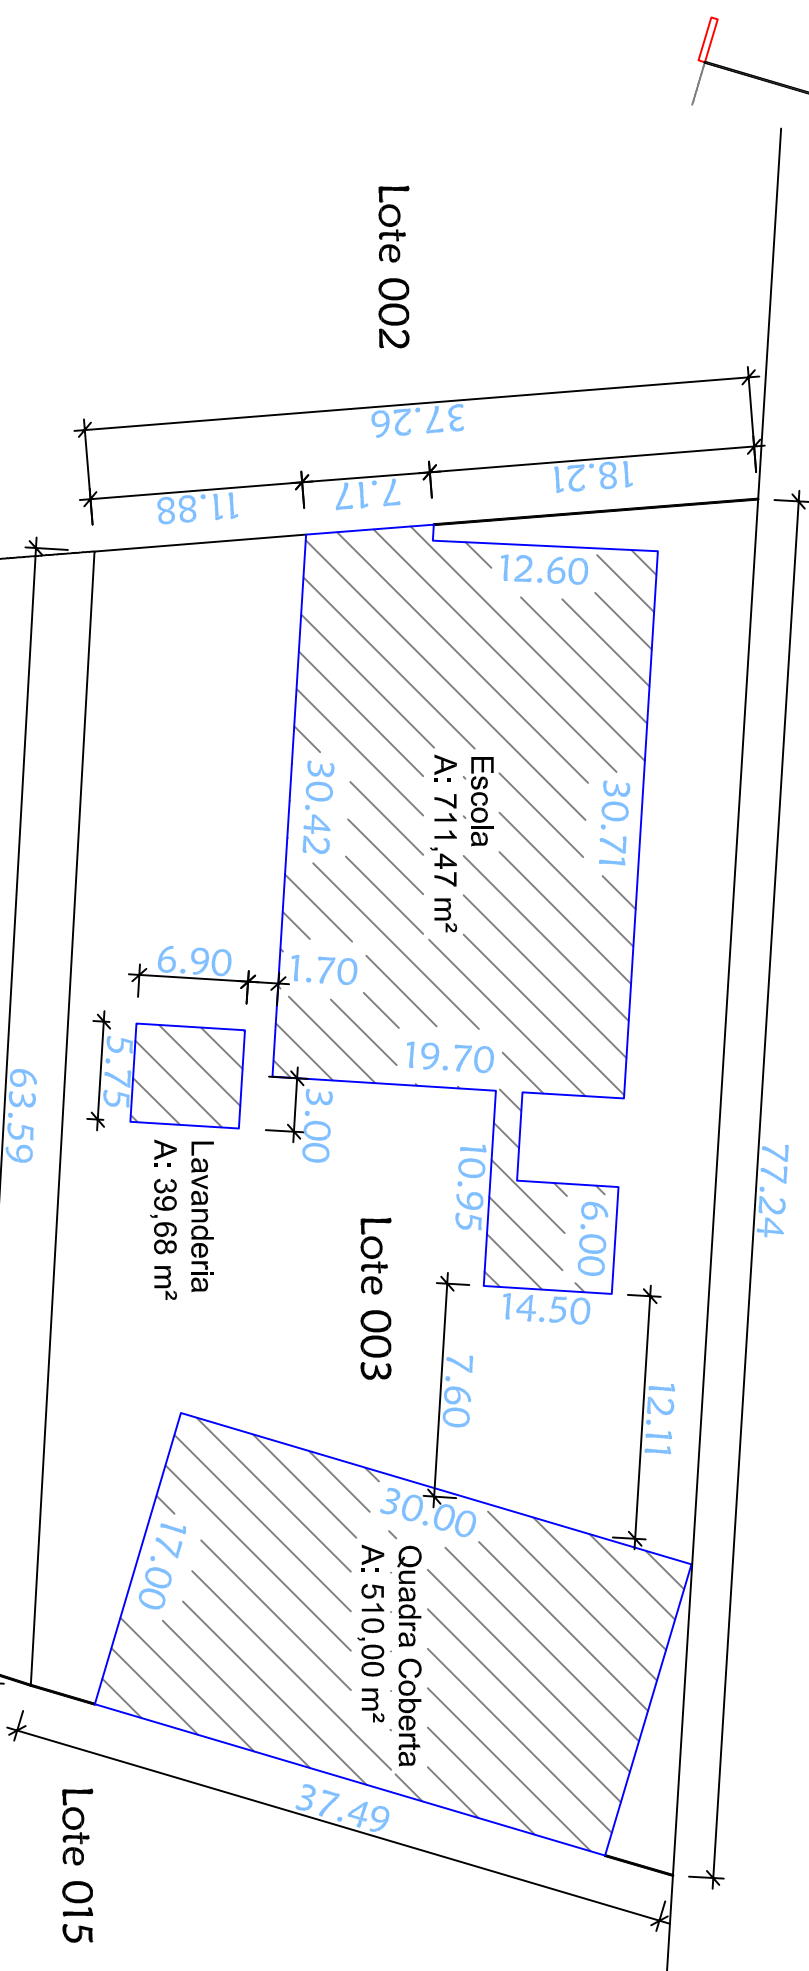 Lote 002
37.26
11.88
7.17
18.21
12.60
Escola
A: 711,47 m²
30.42
30.71
6.90
1.70
19.70
5.75
3.00
63.59
77.24
Lavanderia
A: 39,68 m²
10.95
6.00
14.50
Lote 003
7.60
12.11
30.00
17.00
Quadra Coberta
A: 510,00 m²
37.49
Lote 015